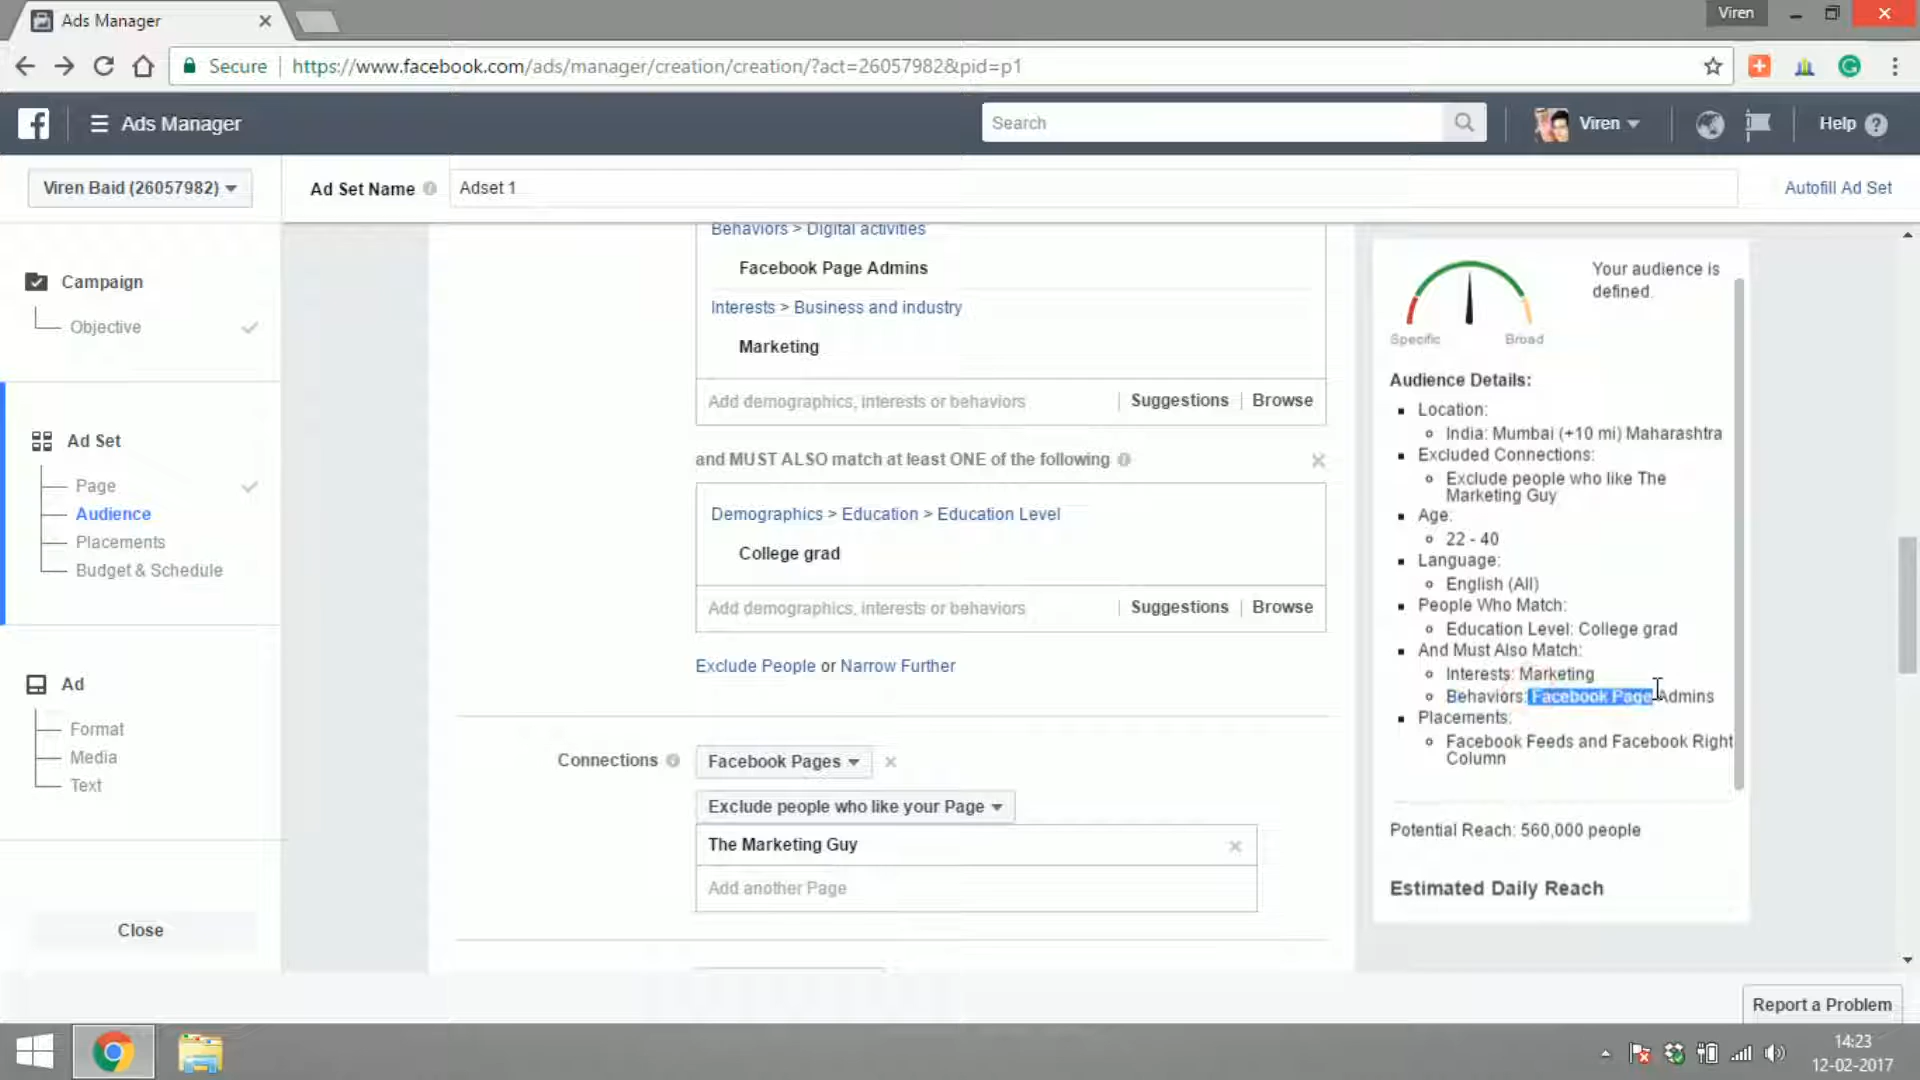 Ads Manager
Viren
Secure
https://www.facebook.com/ads/manager/creation/creation/?act=26057982&pid=p1
Ads Manager
Search
Viren
Help
Viren Baid (26057982)
Ad Set Name
Adset 1
Autofill Ad Set
Campaign
Objective
Ad Set
Page
Audience
Placements
Budget & Schedule
Ad
Format
Media
Text
Close
Behaviors > Digital activities
Facebook Page Admins
Interests > Business and industry
Marketing
Add demographics, interests or behaviors
Suggestions
Browse
and MUST ALSO match at least ONE of the following
Demographics > Education > Education Level
College grad
Add demographics, interests or behaviors
Suggestions
Browse
Exclude People or Narrow Further
Connections
Facebook Pages
Exclude people who like your Page
The Marketing Guy
Add another Page
Your audience is
defined.
Specific
Broad
Audience Details:
Location:
India: Mumbai (+10 mi) Maharashtra
Excluded Connections:
Exclude people who like The
Marketing Guy
Age:
22 - 40
Language:
English (All)
People Who Match:
Education Level: College grad
And Must Also Match:
Interests: Marketing
Behaviors: Facebook Page Admins
Placements:
Facebook Feeds and Facebook Right
Column
Potential Reach: 560,000 people
Estimated Daily Reach
Report a Problem
14:23
12-02-2017